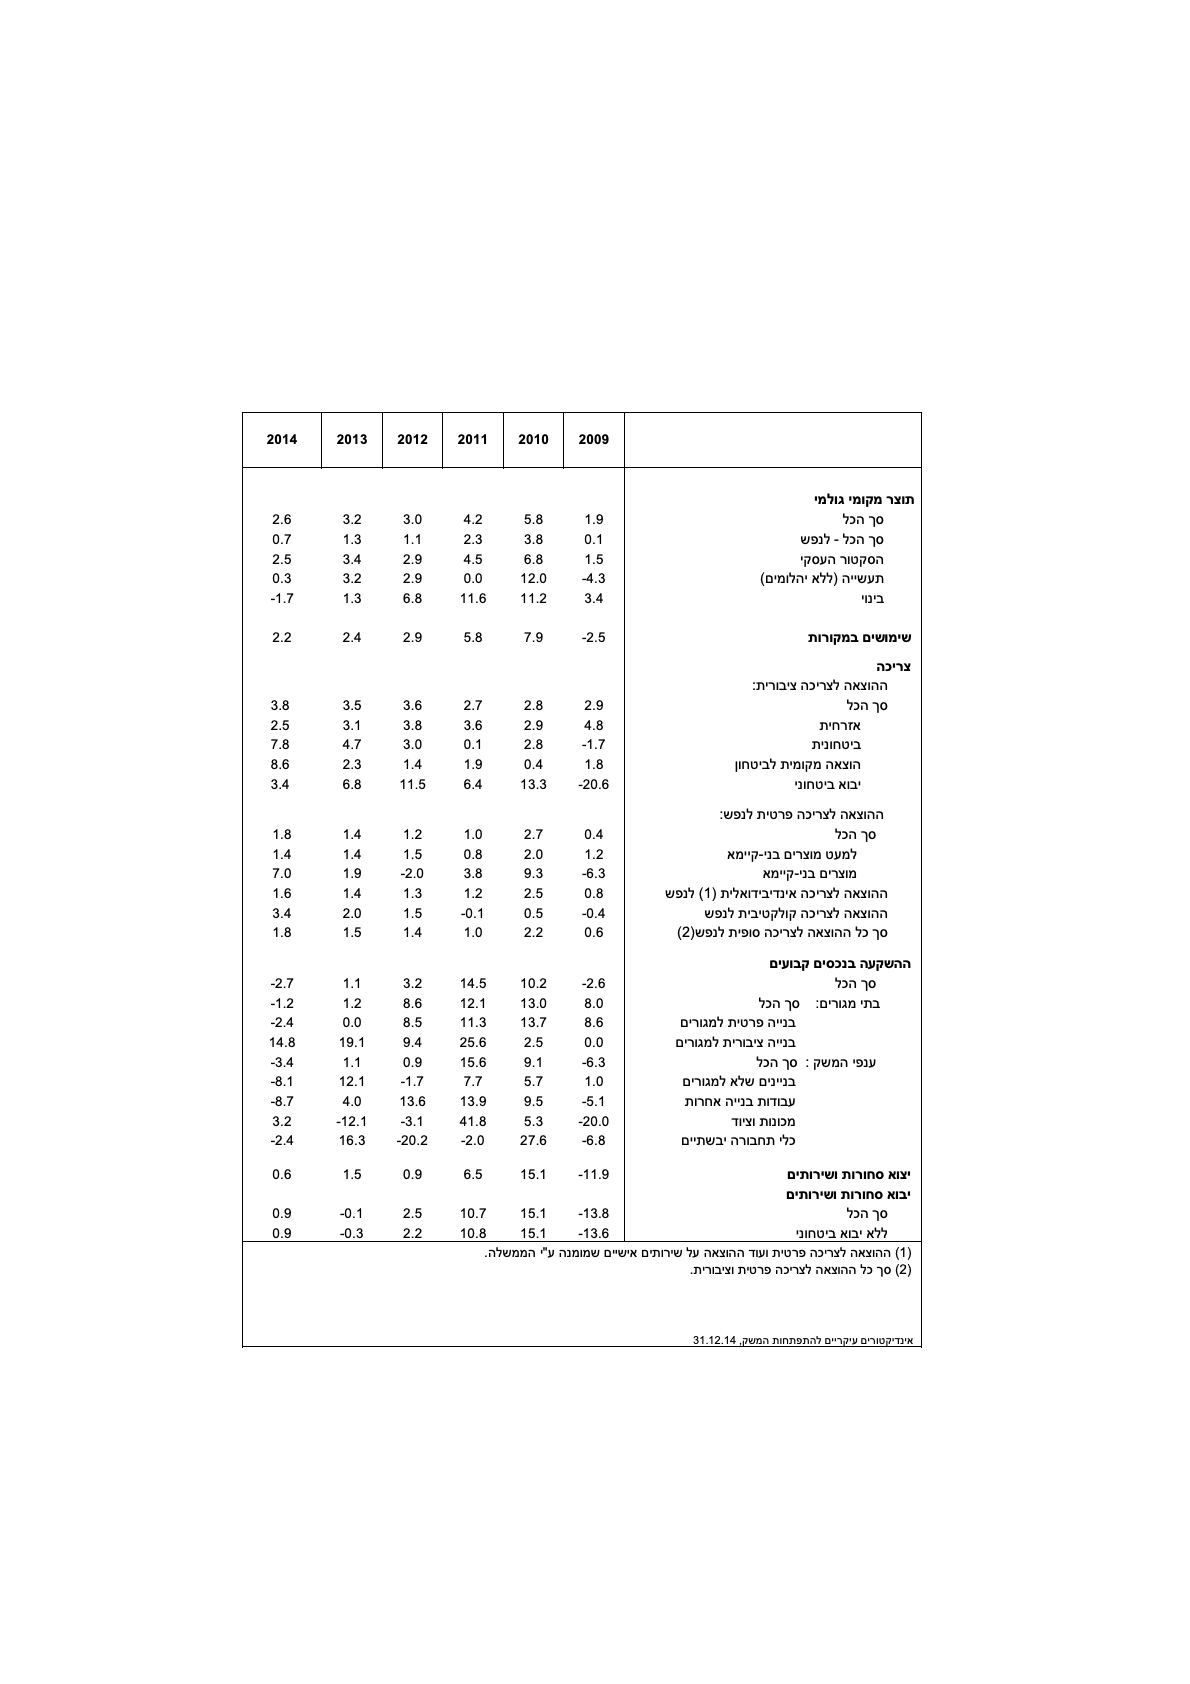 2009 2010 2011 2012 2013 2014
תוצר מקומי גולמי
סך הכל 1.9 5.8 4.2 3.0 3.2 2.6
סך הכל - לנפש 0.1 3.8 2.3 1.1 1.3 0.7
הסקטור העסקי 1.5 6.8 4.5 2.9 3.4 2.5
תעשייה (ללא יהלומים) -4.3 12.0 0.0 2.9 3.2 0.3
בינוי 3.4 11.2 11.6 6.8 1.3 -1.7
שימושים במקורות -2.5 7.9 5.8 2.9 2.4 2.2
צריכה
ההוצאה לצריכה ציבורית:
סך הכל 2.9 2.8 2.7 3.6 3.5 3.8
אזרחית 4.8 2.9 3.6 3.8 3.1 2.5
ביטחונית -1.7 2.8 0.1 3.0 4.7 7.8
הוצאה מקומית לביטחון 1.8 0.4 1.9 1.4 2.3 8.6
יבוא ביטחוני -20.6 13.3 6.4 11.5 6.8 3.4
ההוצאה לצריכה פרטית לנפש:
סך הכל 0.4 2.7 1.0 1.2 1.4 1.8
למעט מוצרים בני-קיימא 1.2 2.0 0.8 1.5 1.4 1.4
מוצרים בני-קיימא -6.3 9.3 3.8 -2.0 1.9 7.0
ההוצאה לצריכה אינדיבידואלית (1) לנפש 0.8 2.5 1.2 1.3 1.4 1.6
ההוצאה לצריכה קולקטיבית לנפש -0.4 0.5 -0.1 1.5 2.0 3.4
סך כל ההוצאה לצריכה סופית לנפש(2) 0.6 2.2 1.0 1.4 1.5 1.8
ההשקעה בנכסים קבועים
סך הכל -2.6 10.2 14.5 3.2 1.1 -2.7
בתי מגורים: סך הכל 8.0 13.0 12.1 8.6 1.2 -1.2
בנייה פרטית למגורים 8.6 13.7 11.3 8.5 0.0 -2.4
בנייה ציבורית למגורים 0.0 2.5 25.6 9.4 19.1 14.8
ענפי המשק : סך הכל -6.3 9.1 15.6 0.9 1.1 -3.4
בניינים שלא למגורים 1.0 5.7 7.7 -1.7 12.1 -8.1
עבודות בנייה אחרות -5.1 9.5 13.9 13.6 4.0 -8.7
מכונות וציוד -20.0 5.3 41.8 -3.1 -12.1 3.2
כלי תחבורה יבשתיים -6.8 27.6 -2.0 -20.2 16.3 -2.4
יצוא סחורות ושירותים -11.9 15.1 6.5 0.9 1.5 0.6
יבוא סחורות ושירותים
סך הכל -13.8 15.1 10.7 2.5 -0.1 0.9
ללא יבוא ביטחוני -13.6 15.1 10.8 2.2 -0.3 0.9
(1) ההוצאה לצריכה פרטית ועוד ההוצאה על שירותים אישיים שמומנה ע"י הממשלה.
(2) סך כל ההוצאה לצריכה פרטית וציבורית.
אינדיקטורים עיקריים להתפתחות המשק, 31.12.14